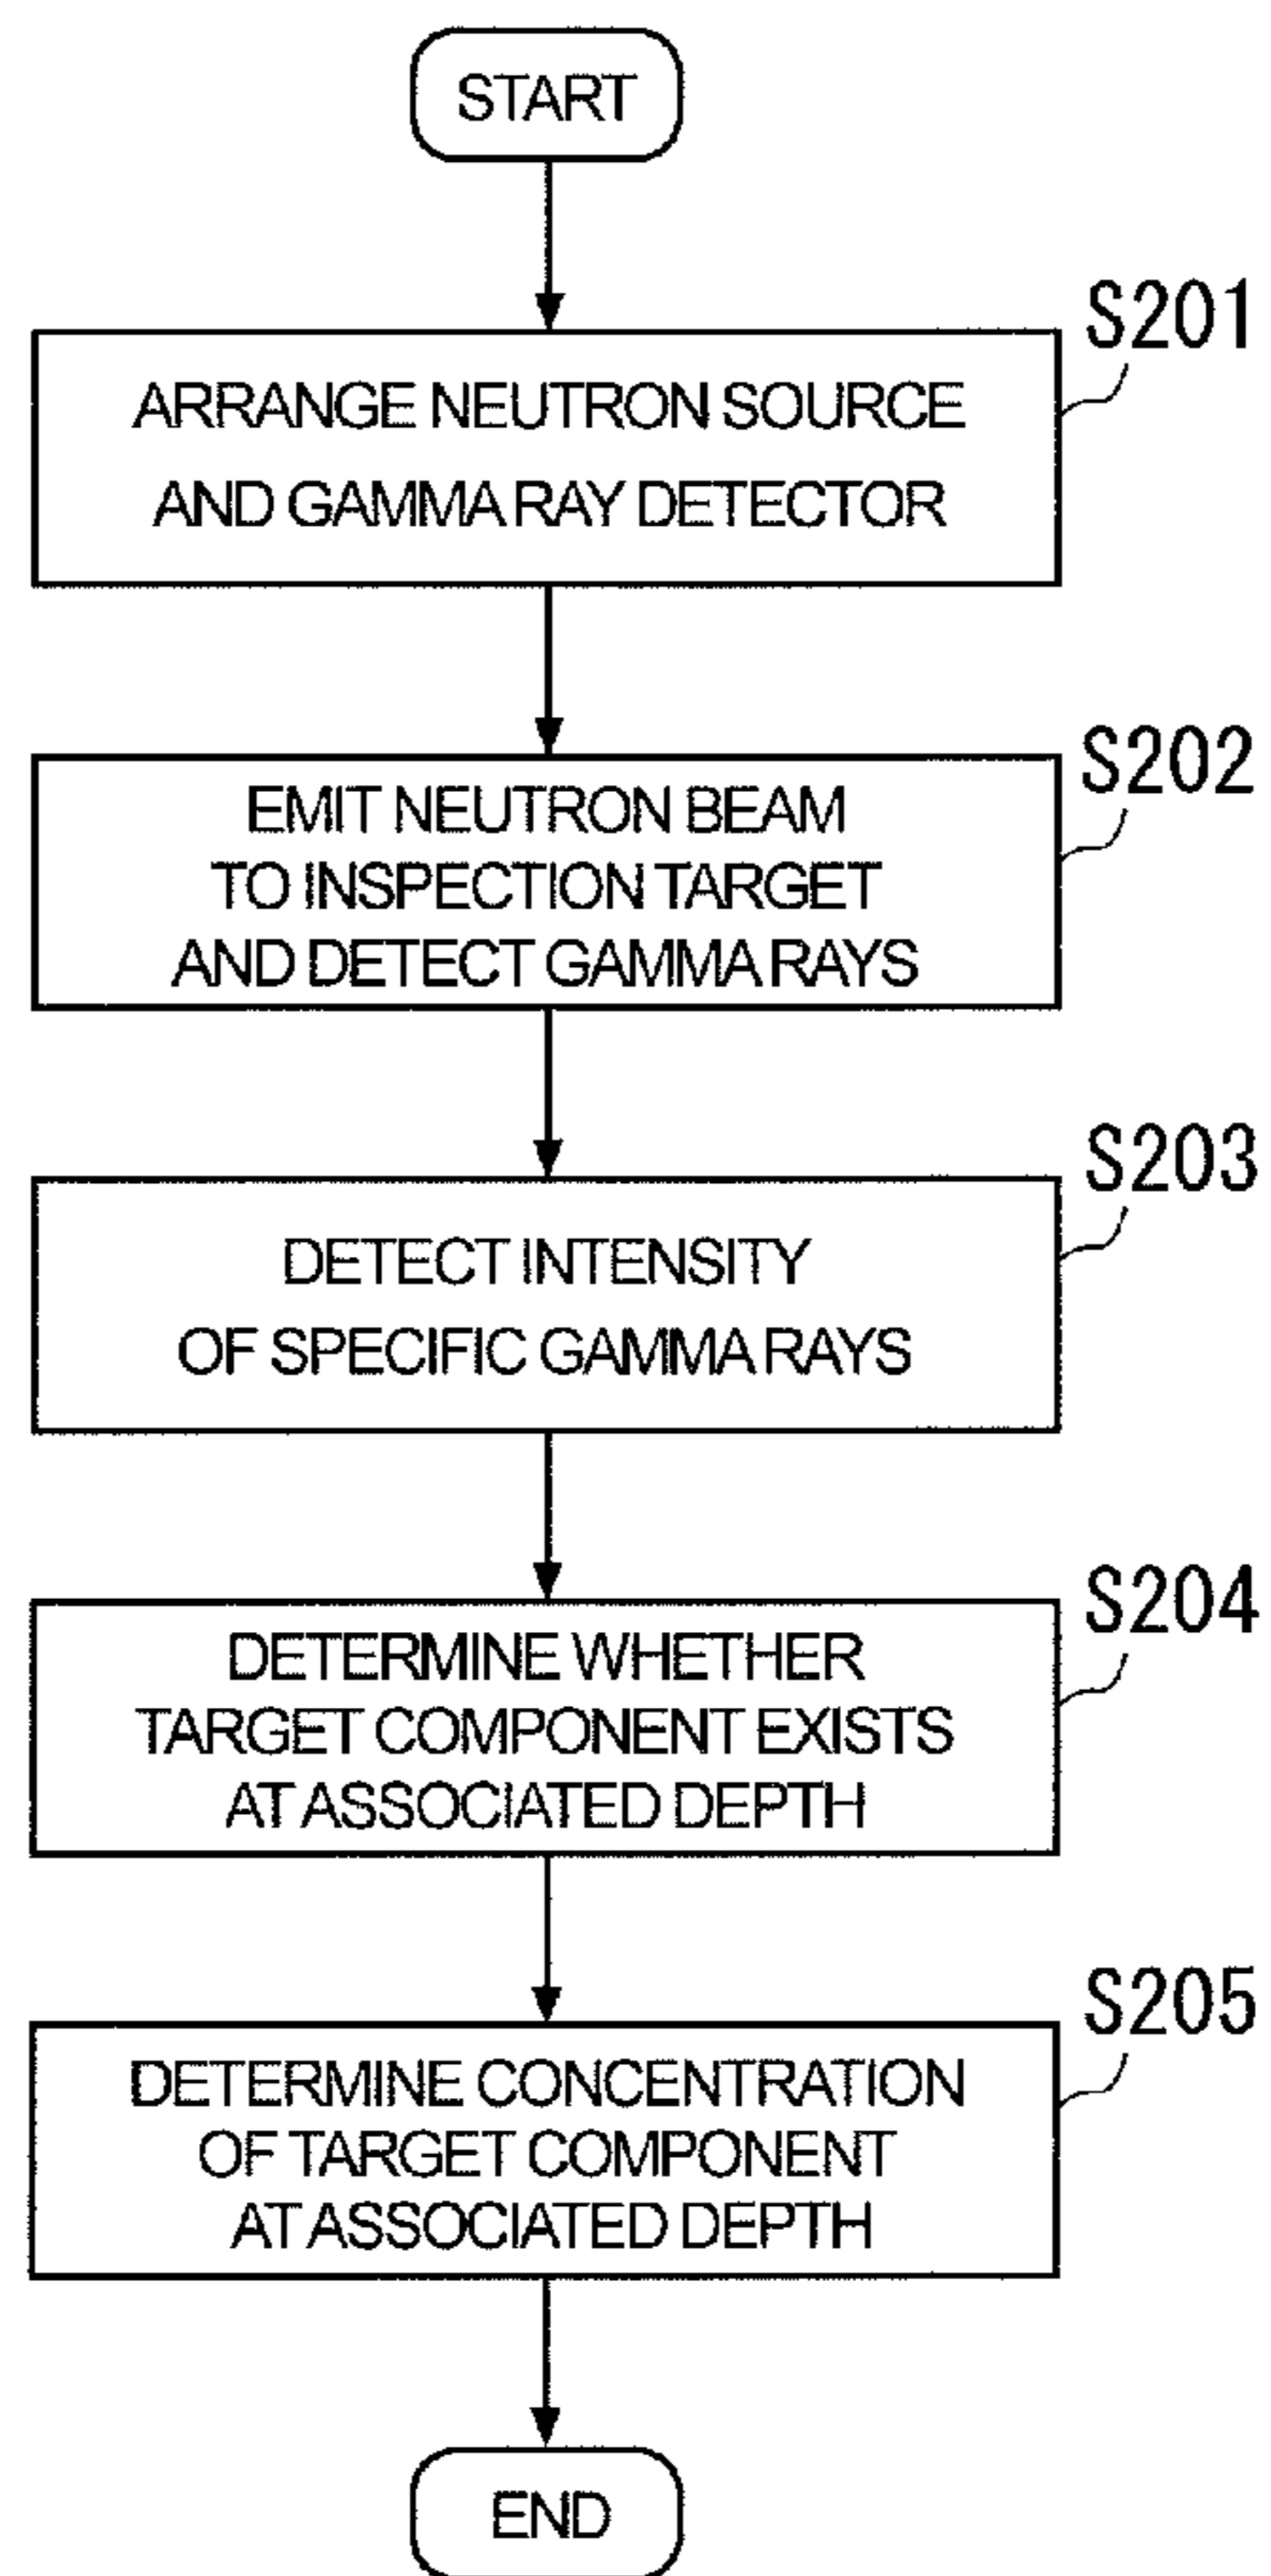 START
S201
ARRANGE NEUTRON SOURCE
AND GAMMA RAY DETECTOR
S202
EMIT NEUTRON BEAM
TO INSPECTION TARGET
AND DETECT GAMMA RAYS
S203
DETECT INTENSITY
OF SPECIFIC GAMMA RAYS
S204
DETERMINE WHETHER
TARGET COMPONENT EXISTS
AT ASSOCIATED DEPTH
S205
DETERMINE CONCENTRATION
OF TARGET COMPONENT
AT ASSOCIATED DEPTH
END